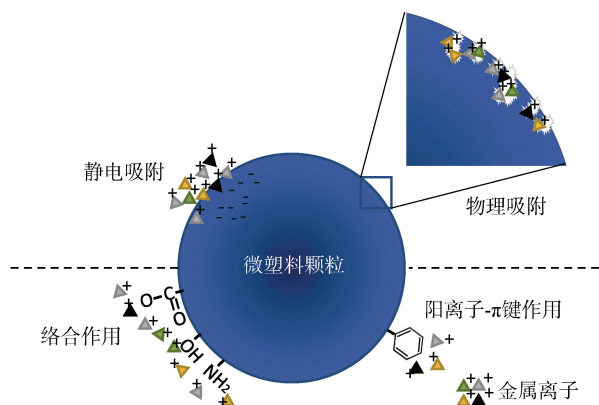 静电吸附
物理吸附
微塑料颗粒
络合作用
O-C=O
OH
NH₂
阳离子-π键作用
金属离子